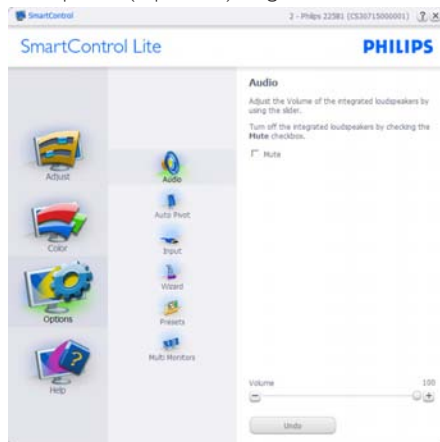 SmartControl
2 - Philips 225B1 (CS30715000001)
? X
SmartControl Lite
PHILIPS
Adjust
Color
Options
Help
Audio
Auto Pivot
Input
Wizard
Presets
Multi Monitors
Audio
Adjust the Volume of the integrated loudspeakers by
using the slider.
Turn off the integrated loudspeakers by checking the
Mute checkbox.
Mute
Volume 100
Undo